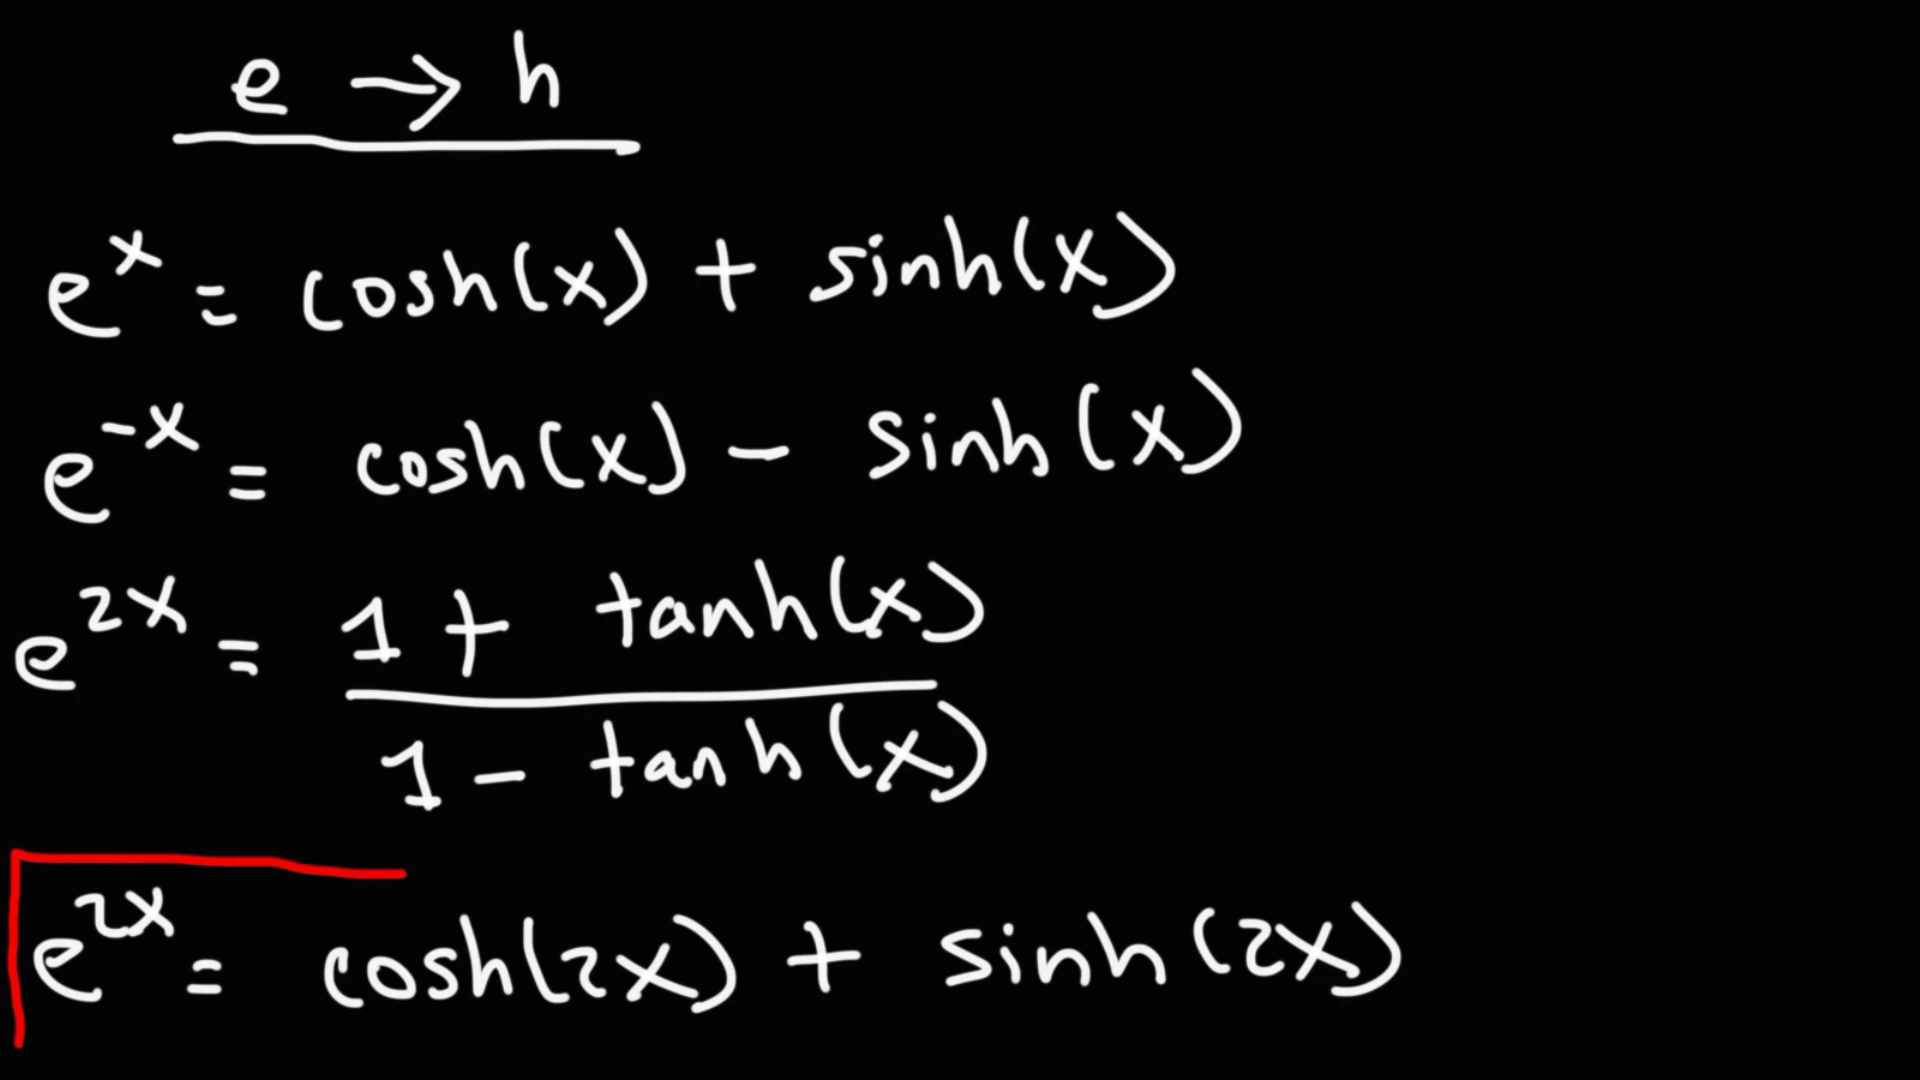 e → h
e^x = cosh(x) + sinh(x)
e^-x = cosh(x) - sinh(x)
e^2x = 1 + tanh(x)
1 - tanh(x)
e^2x = cosh(2x) + sinh(2x)